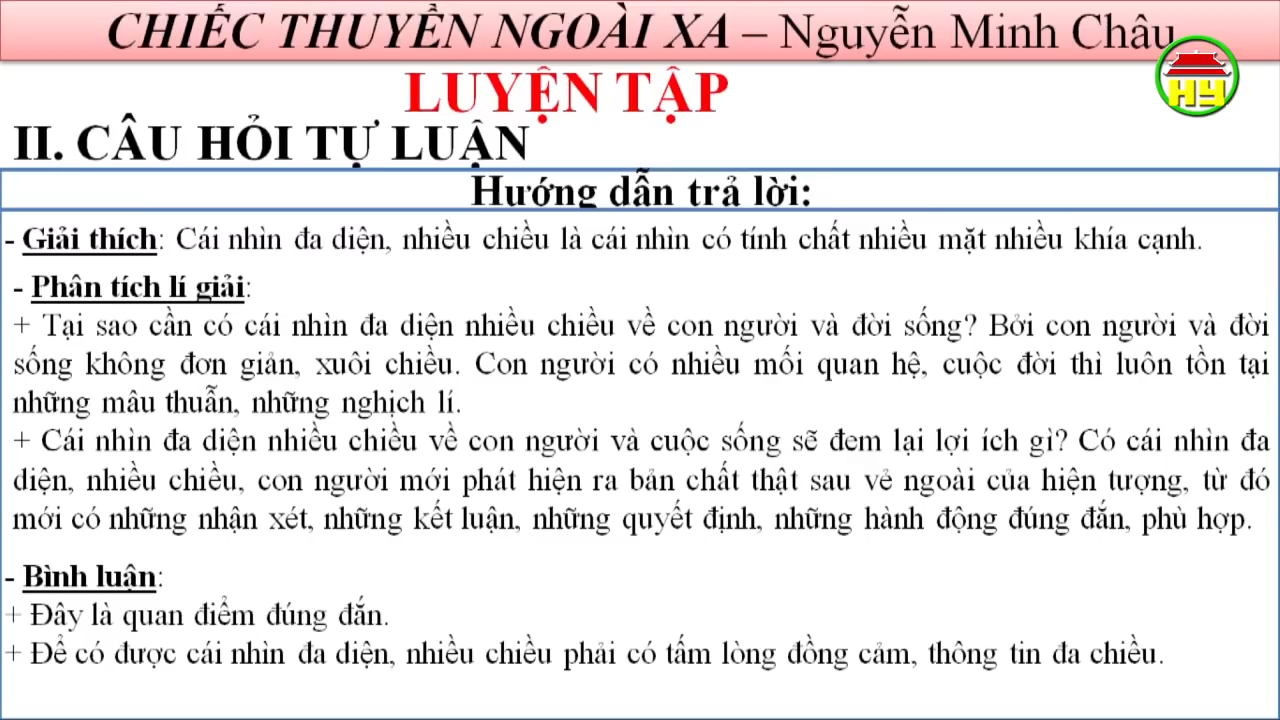 CHIẾC THUYỀN NGOÀI XA – Nguyễn Minh Châu
HY
LUYỆN TẬP
II. CÂU HỎI TỰ LUẬN
Hướng dẫn trả lời:
- Giải thích: Cái nhìn đa diện, nhiều chiều là cái nhìn có tính chất nhiều mặt nhiều khía cạnh.
- Phân tích lí giải:
+ Tại sao cần có cái nhìn đa diện nhiều chiều về con người và đời sống? Bởi con người và đời
sống không đơn giản, xuôi chiều. Con người có nhiều mối quan hệ, cuộc đời thì luôn tồn tại
những mâu thuẫn, những nghịch lí.
+ Cái nhìn đa diện nhiều chiều về con người và cuộc sống sẽ đem lại lợi ích gì? Có cái nhìn đa
diện, nhiều chiều, con người mới phát hiện ra bản chất thật sau vẻ ngoài của hiện tượng, từ đó
mới có những nhận xét, những kết luận, những quyết định, những hành động đúng đắn, phù hợp.
- Bình luận:
+ Đây là quan điểm đúng đắn.
+ Để có được cái nhìn đa diện, nhiều chiều phải có tấm lòng đồng cảm, thông tin đa chiều.